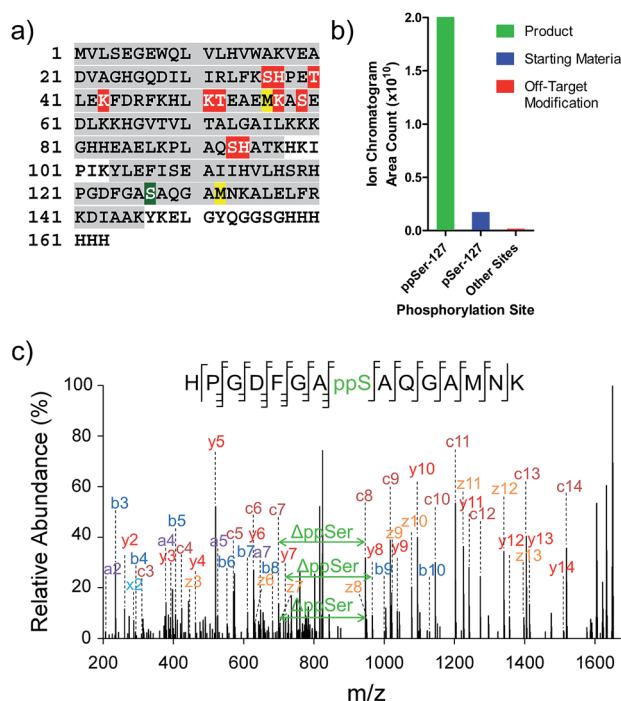 a)
1 MVLSEGEWQL VLHVWAKVEA
21 DVAGHGQDIL IRLFKSHPET
41 LEKFDRFKHL KTEAEMKASE
61 DLKKHGVTVL TALGAILKKK
81 GHHEAELKPL AQSHATKHKI
101 PIKYLEFISE AIIHVLHSRH
121 PGDFGASAQG AMNKALELFR
141 KDIAAKYKEL GYQGGSGHHH
161 HHH
b)
Ion Chromatogram
Area Count (x10¹⁰)
2.0
1.5
1.0
0.5
0.0
ppSer-127
pSer-127
Other Sites
Phosphorylation Site
Product
Starting Materia
Off-Target
Modification
c)
HPGDFGAppSAQGAMNK
Relative Abundance (%)
100
80
60
40
20
0
a2
b3
y2
x2
b4
c3
a4
y3
b5
c4
z3
y4
y5
a5
b6
c5
b7
c6
y6
a7
z6
b8
c7
y7
z7
ΔppSer
ΔppSer
ΔppSer
z8
c8
y8
b9
c9
z9
y9
y10
z10
b10
c10
c11
z11
y11
c12
z12
y12
c13
z13
y13
y14
c14
200 400 600 800 1000 1200 1400 1600
m/z